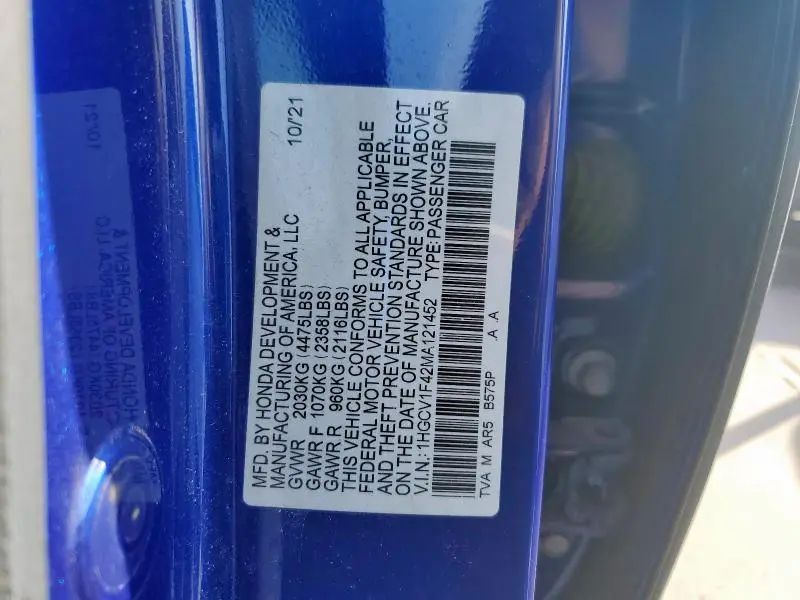 MFD. BY HONDA DEVELOPMENT &
MANUFACTURING OF AMERICA, LLC 10/'21
GVWR 2030KG (4475LBS)
GAWR F 1070KG (2358LBS)
GAWR R 960KG (2116LBS)
THIS VEHICLE CONFORMS TO ALL APPLICABLE
FEDERAL MOTOR VEHICLE SAFETY, BUMPER,
AND THEFT PREVENTION STANDARDS IN EFFECT
ON THE DATE OF MANUFACTURE SHOWN ABOVE.
V.I.N.: 1HGCV1F42MA121452 TYPE: PASSENGER CAR
TVA M AR5 B575P .A .A